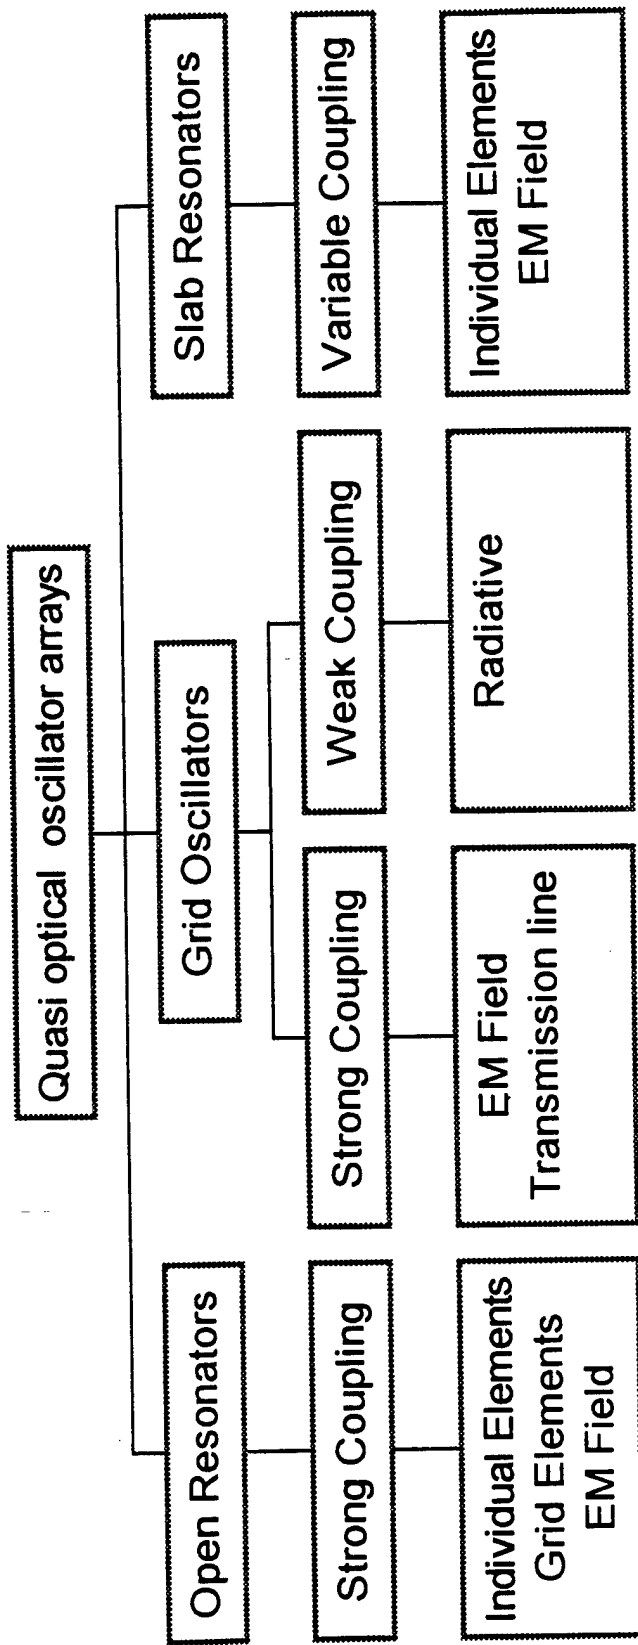 Quasi optical oscillator arrays
Open Resonators
Grid Oscillators
Slab Resonators
Strong Coupling
Strong Coupling
Weak Coupling
Variable Coupling
Individual Elements
Grid Elements
EM Field
EM Field
Transmission line
Radiative
Individual Elements
EM Field